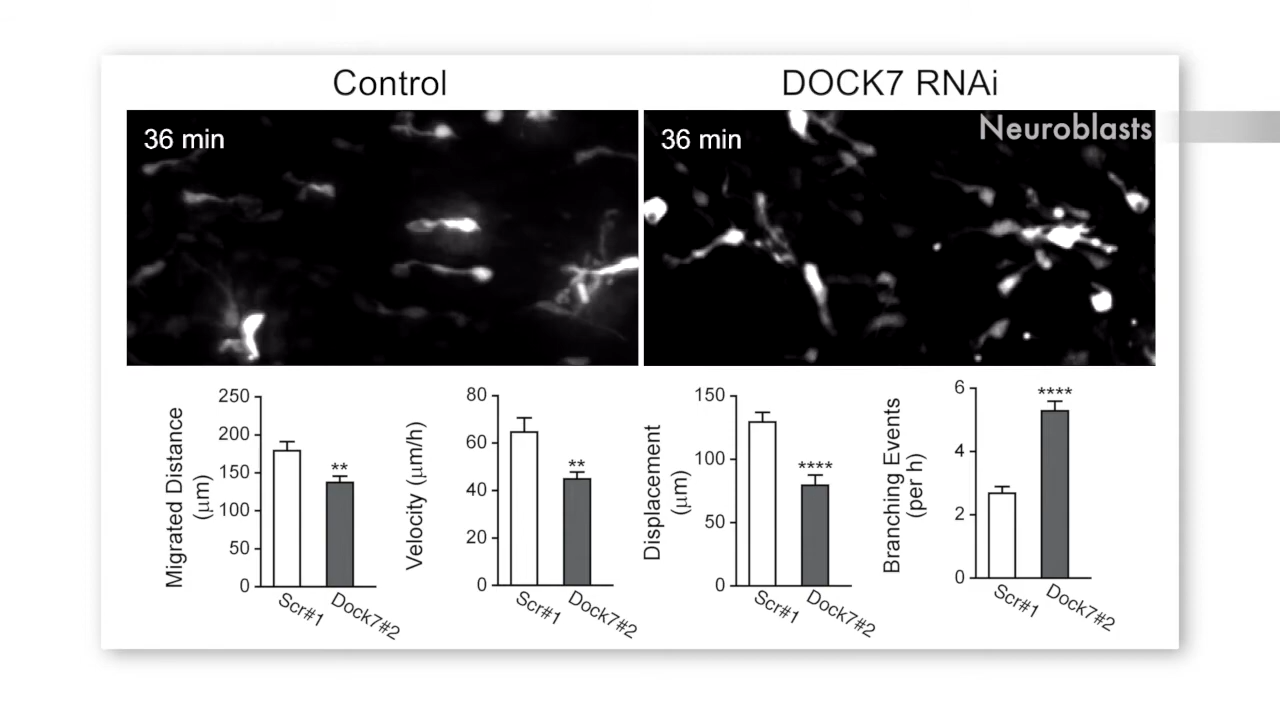 Control
DOCK7 RNAi
36 min
36 min
Neuroblasts
Migrated Distance
(μm)
250
200
150
100
50
0
**
Scr#1
Dock7#2
Velocity (μm/h)
80
60
40
20
0
**
Scr#1
Dock7#2
Displacement
(μm)
150
100
50
0
****
Scr#1
Dock7#2
Branching Events
(per h)
6
4
2
0
****
Scr#1
Dock7#2